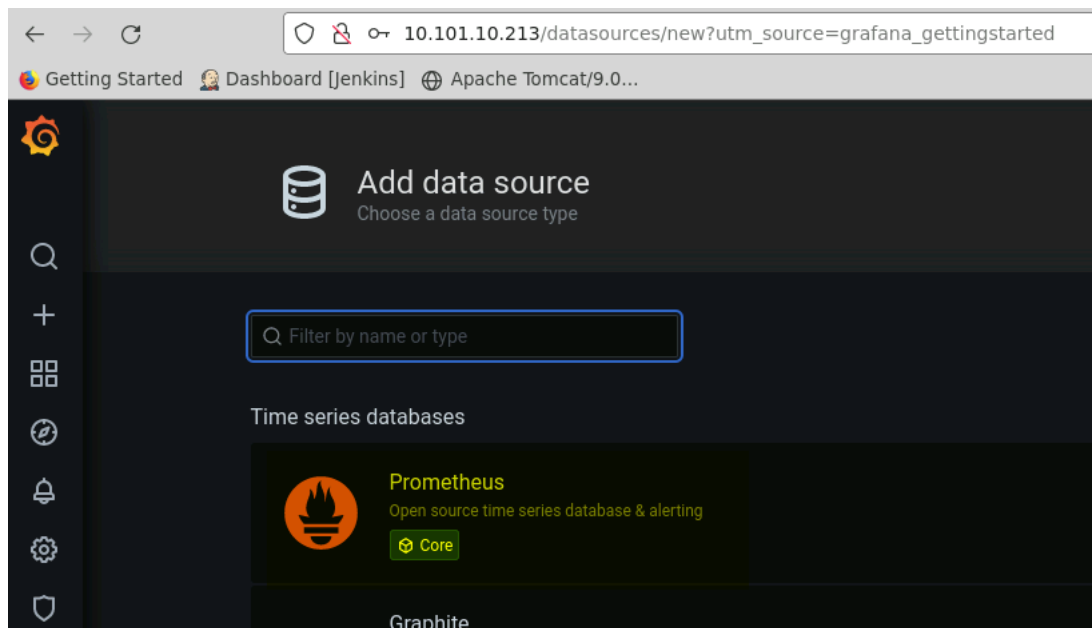 10.101.10.213/datasources/new?utm_source=grafana_gettingstarted
Getting Started Dashboard [Jenkins] Apache Tomcat/9.0...
Add data source
Choose a data source type
Filter by name or type
Time series databases
Prometheus
Open source time series database & alerting
Core
Graphite